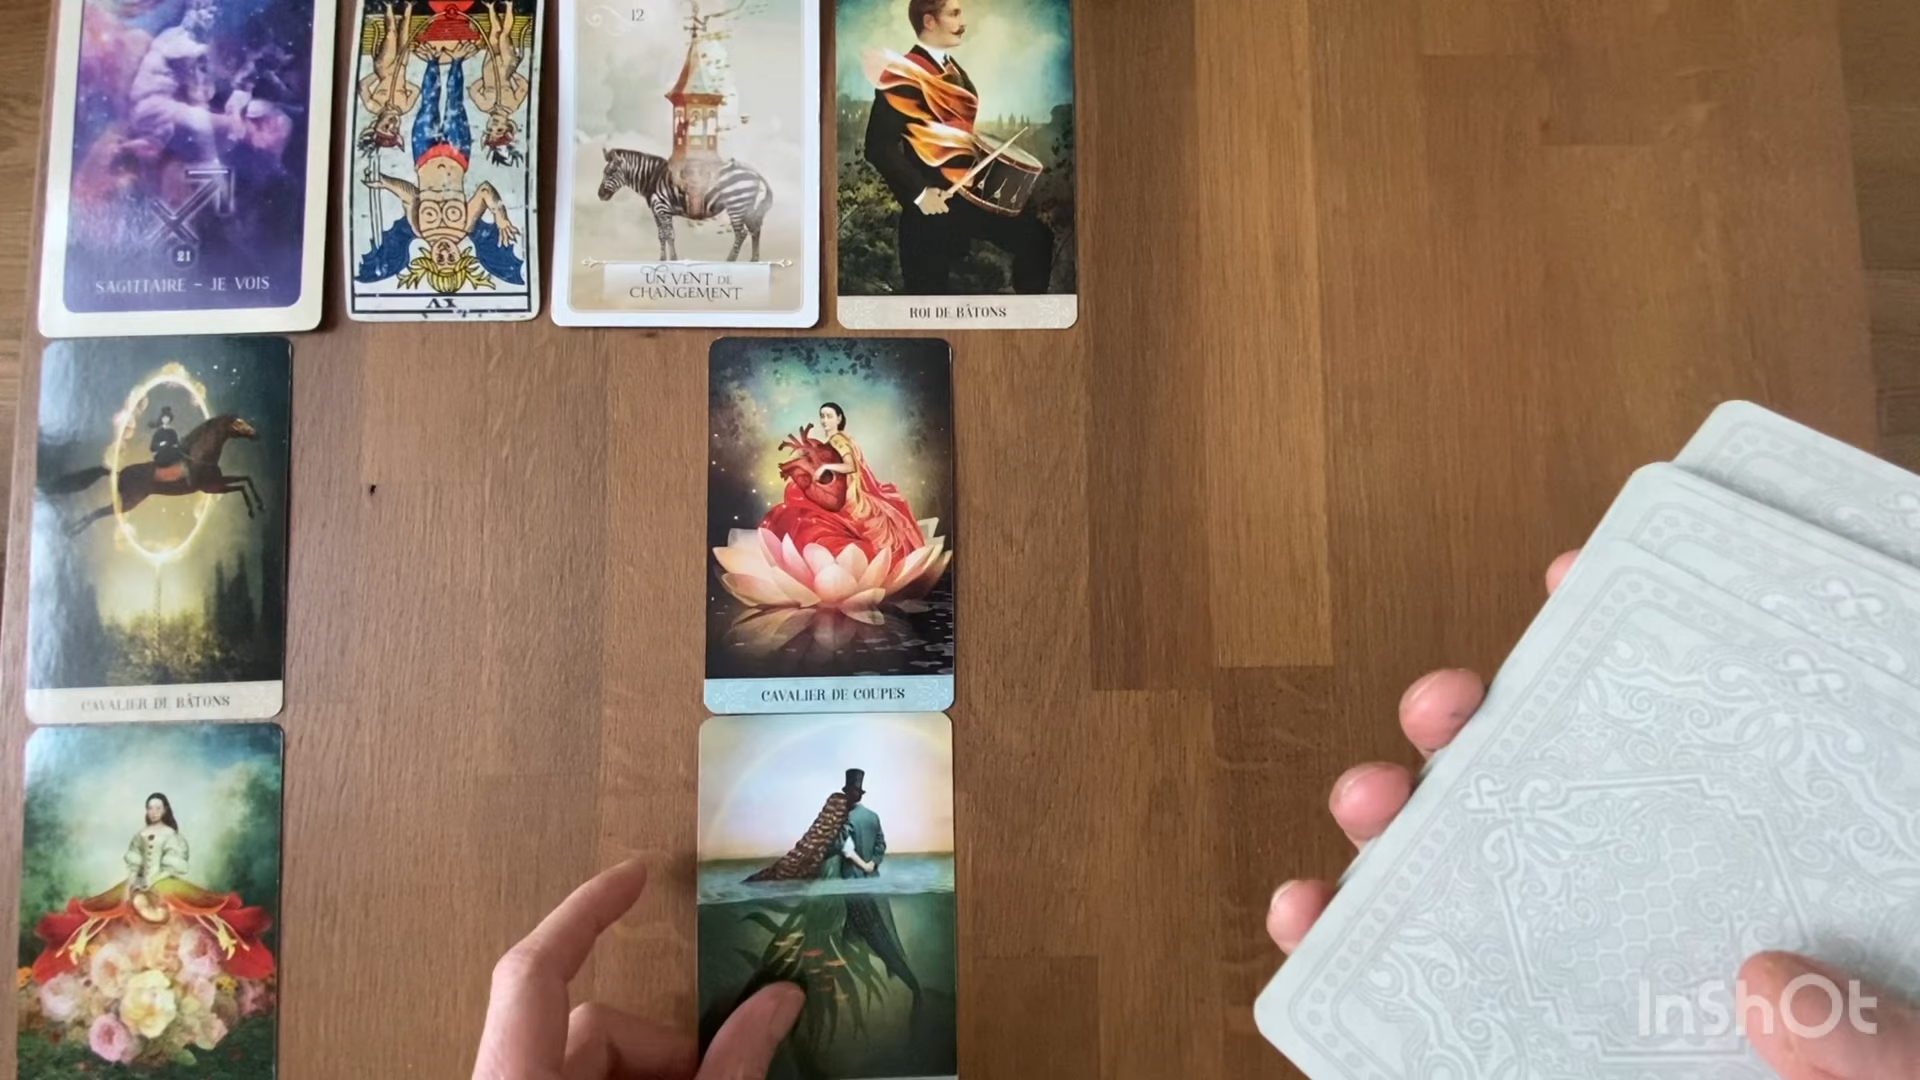 12
21
SAGITTAIRE – JE VOIS
XV
UN VENT DE
CHANGEMENT
ROI DE BÂTONS
CAVALIER DE BÂTONS
CAVALIER DE COUPES
InShOt